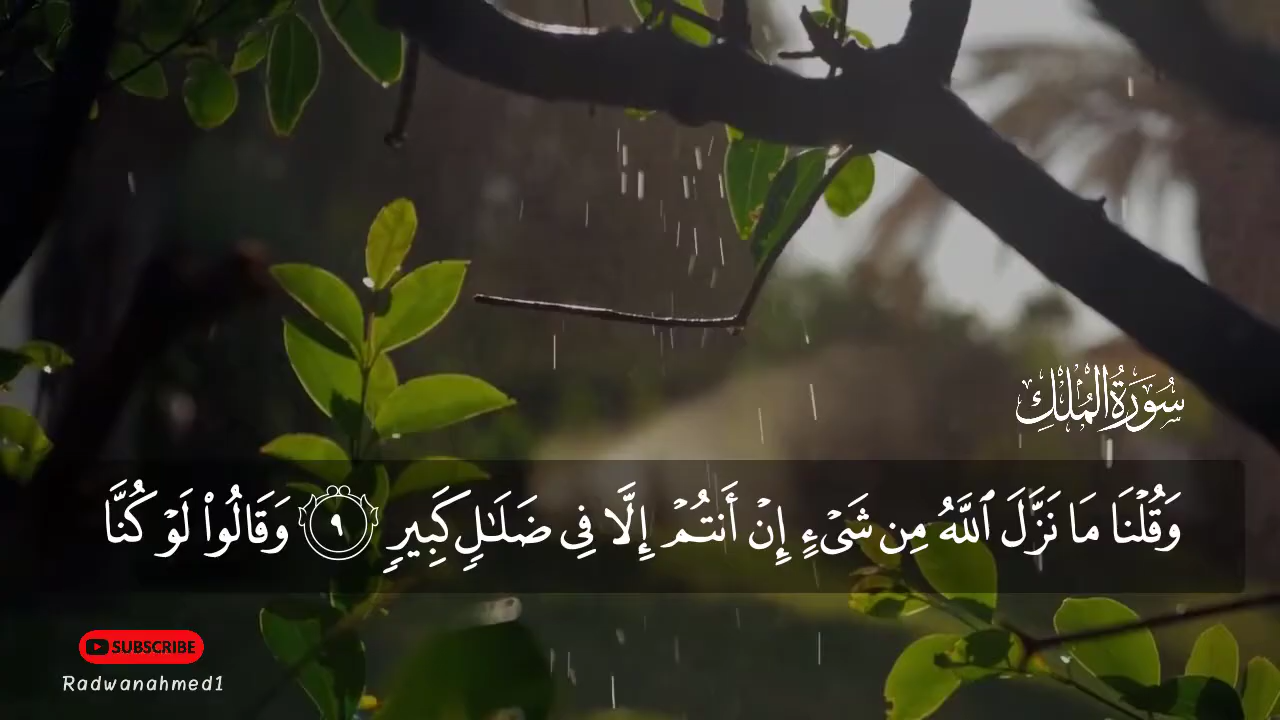 سُورَةُ المُلْكِ
وَقُلْنَا مَا نَزَّلَ ٱللَّهُ مِن شَىْءٍ إِنْ أَنتُمْ إِلَّا فِى ضَلَـٰلٍ كَبِيرٍ ٩ وَقَالُوا۟ لَوْ كُنَّا
SUBSCRIBE
Radwanahmed1